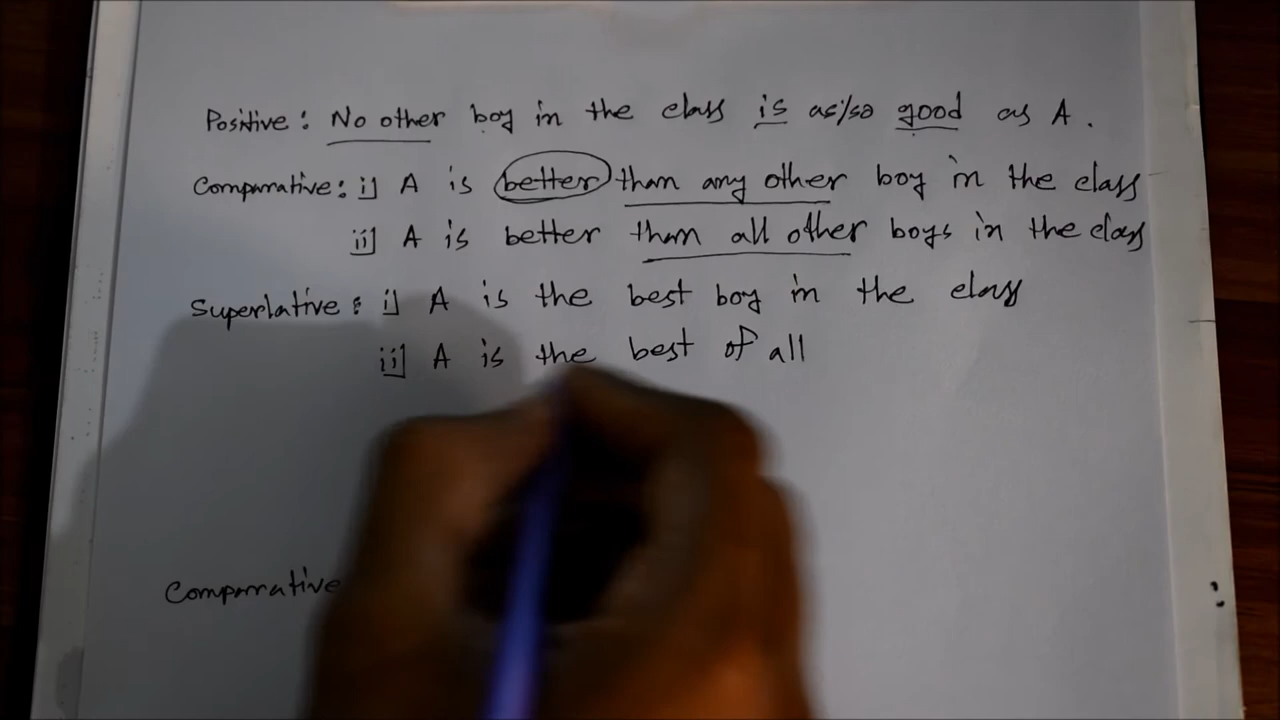 Positive: No other boy in the class is as/so good as A.
Comparative: i] A is better than any other boy in the class
ii] A is better than all other boys in the class
Superlative: i] A is the best boy in the class
ii] A is the best of all
Comparative